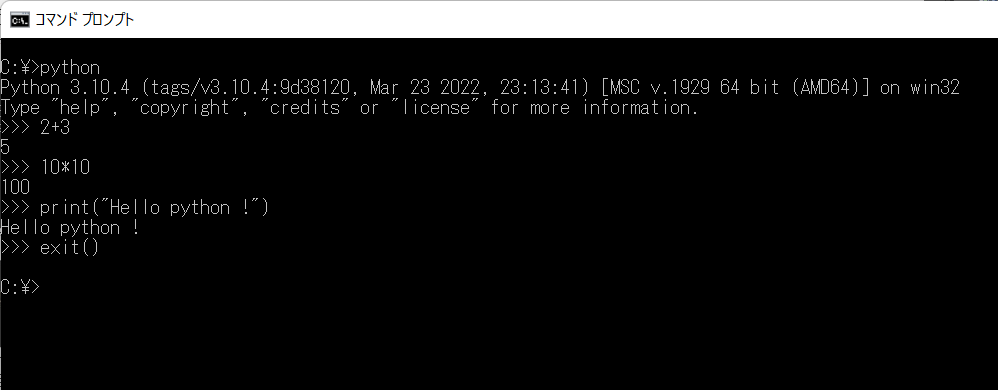 コマンド プロンプト
C:¥>python
Python 3.10.4 (tags/v3.10.4:9d38120, Mar 23 2022, 23:13:41) [MSC v.1929 64 bit (AMD64)] on win32
Type "help", "copyright", "credits" or "license" for more information.
>>> 2+3
5
>>> 10*10
100
>>> print("Hello python !")
Hello python !
>>> exit()
C:¥>